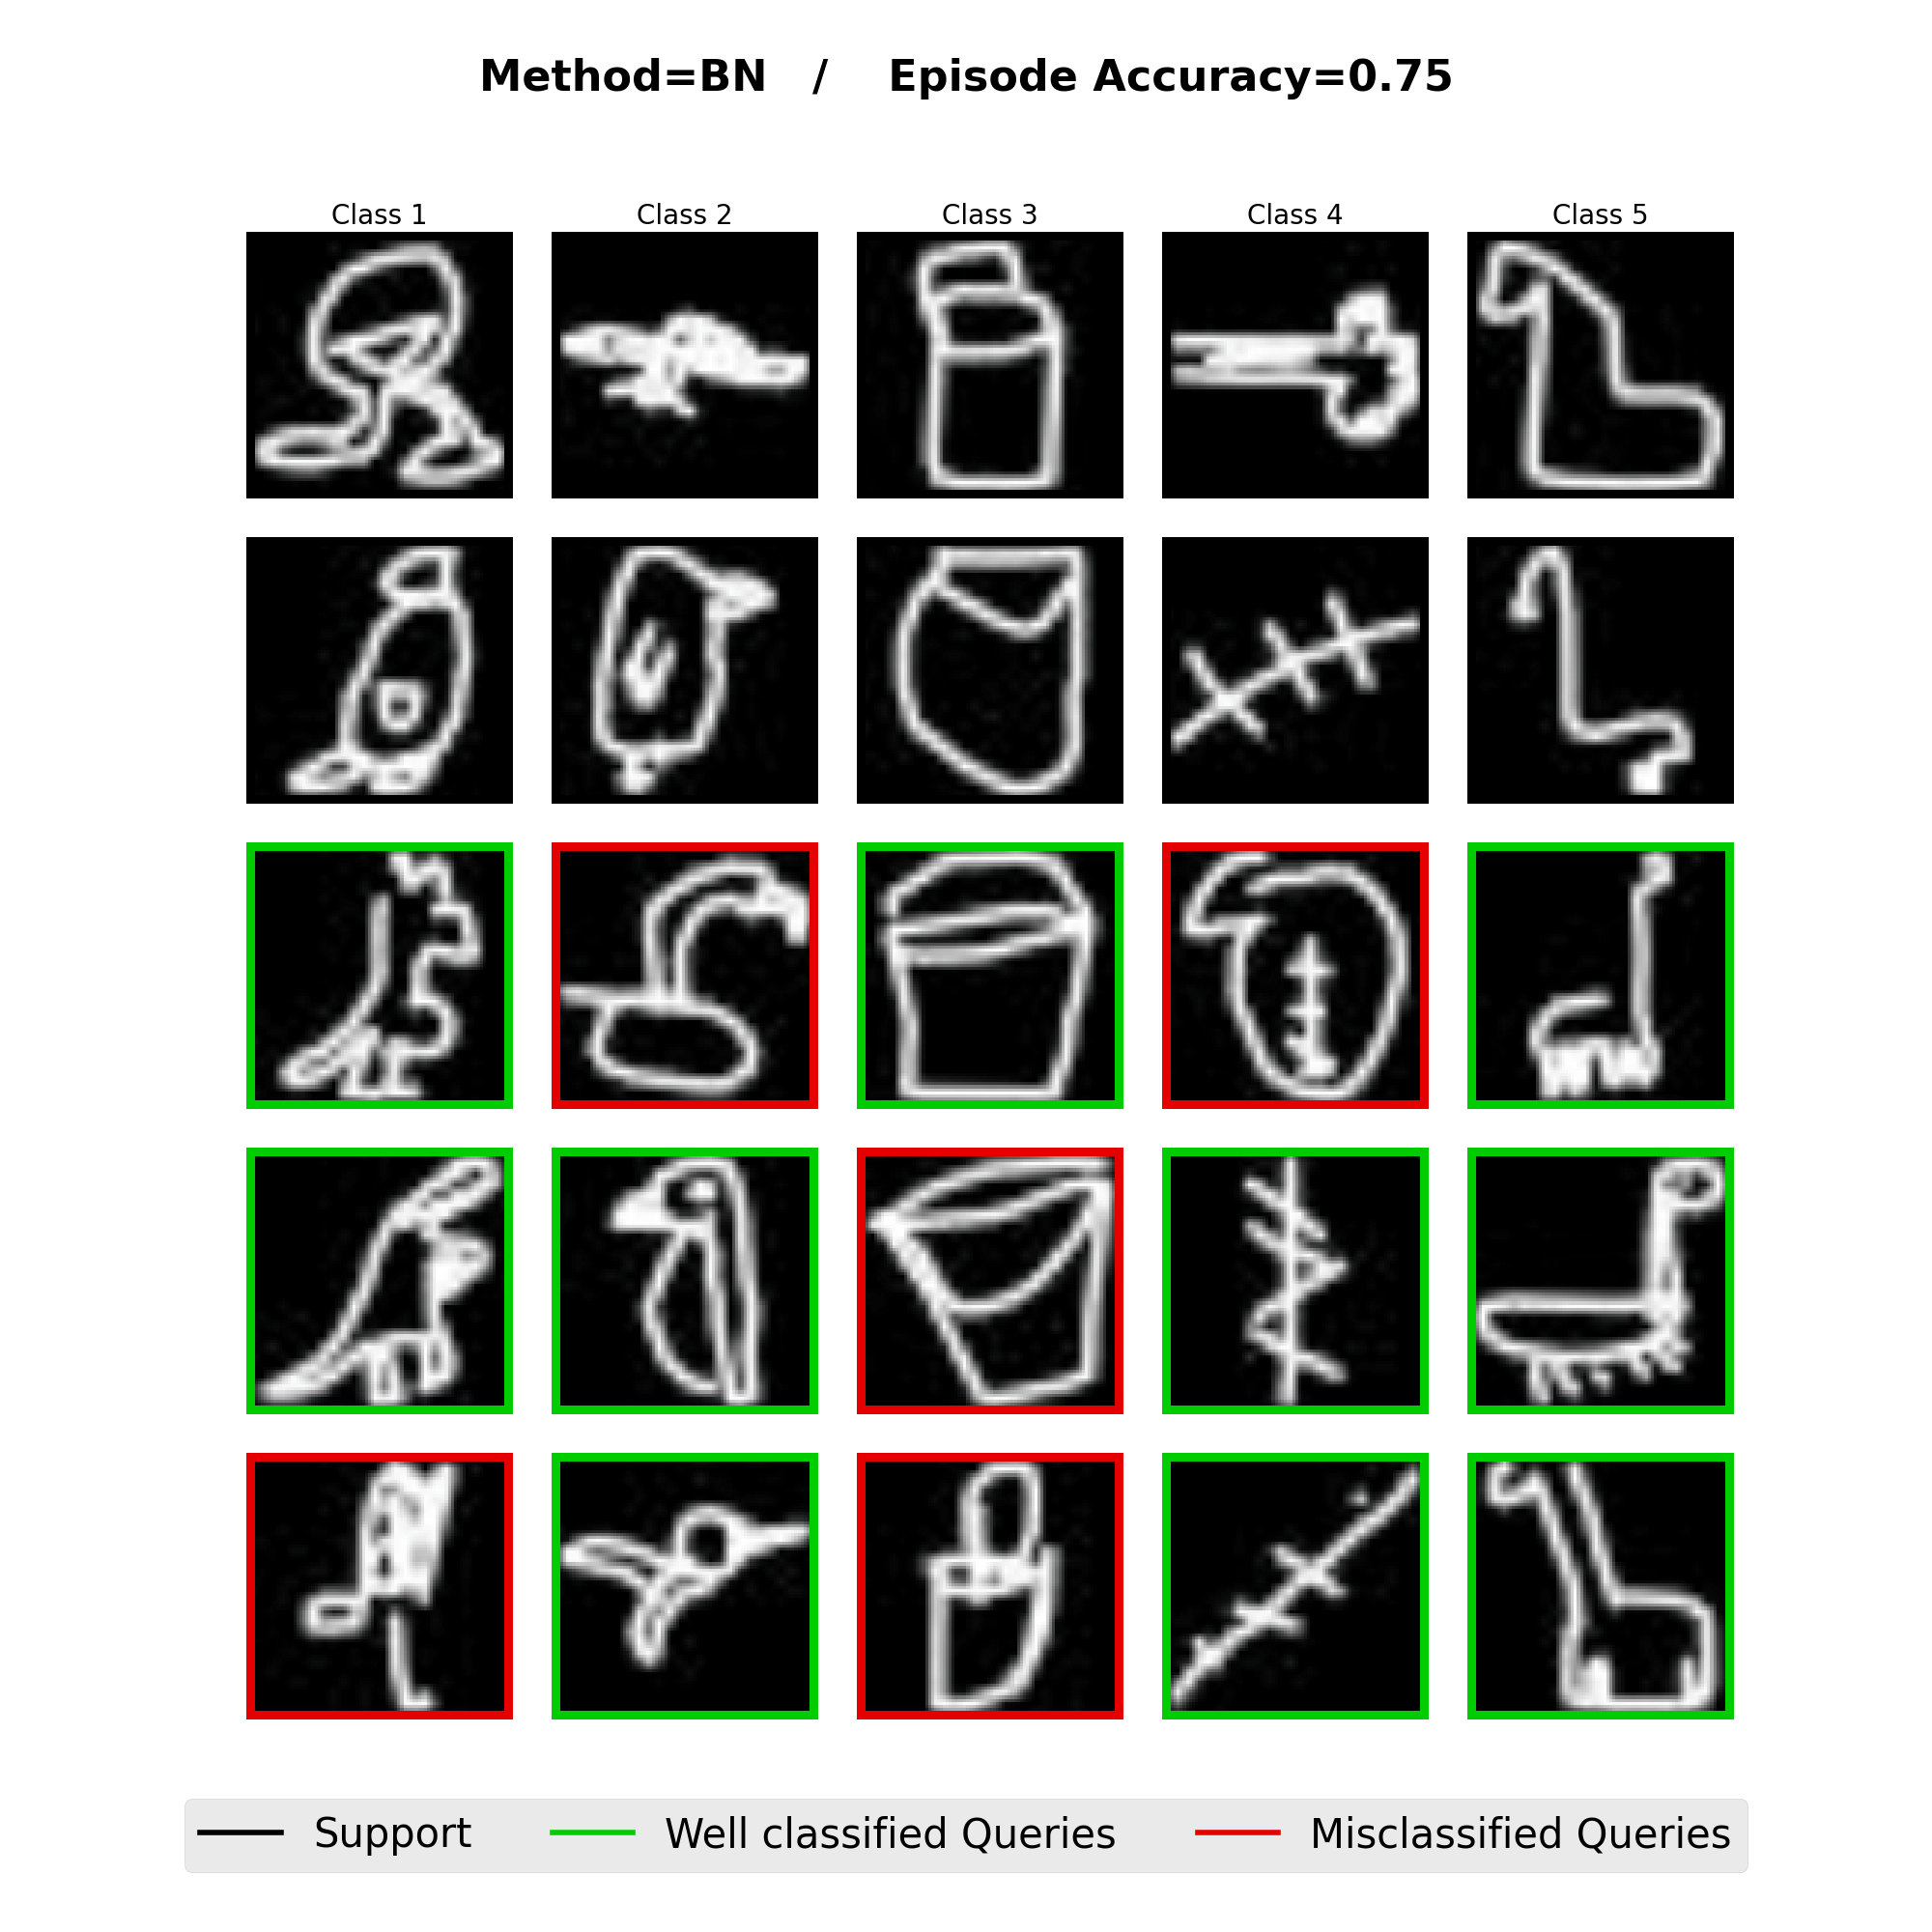 Method=BN / Episode Accuracy=0.75
Class 1 Class 2 Class 3 Class 4 Class 5
Support Well classified Queries Misclassified Queries